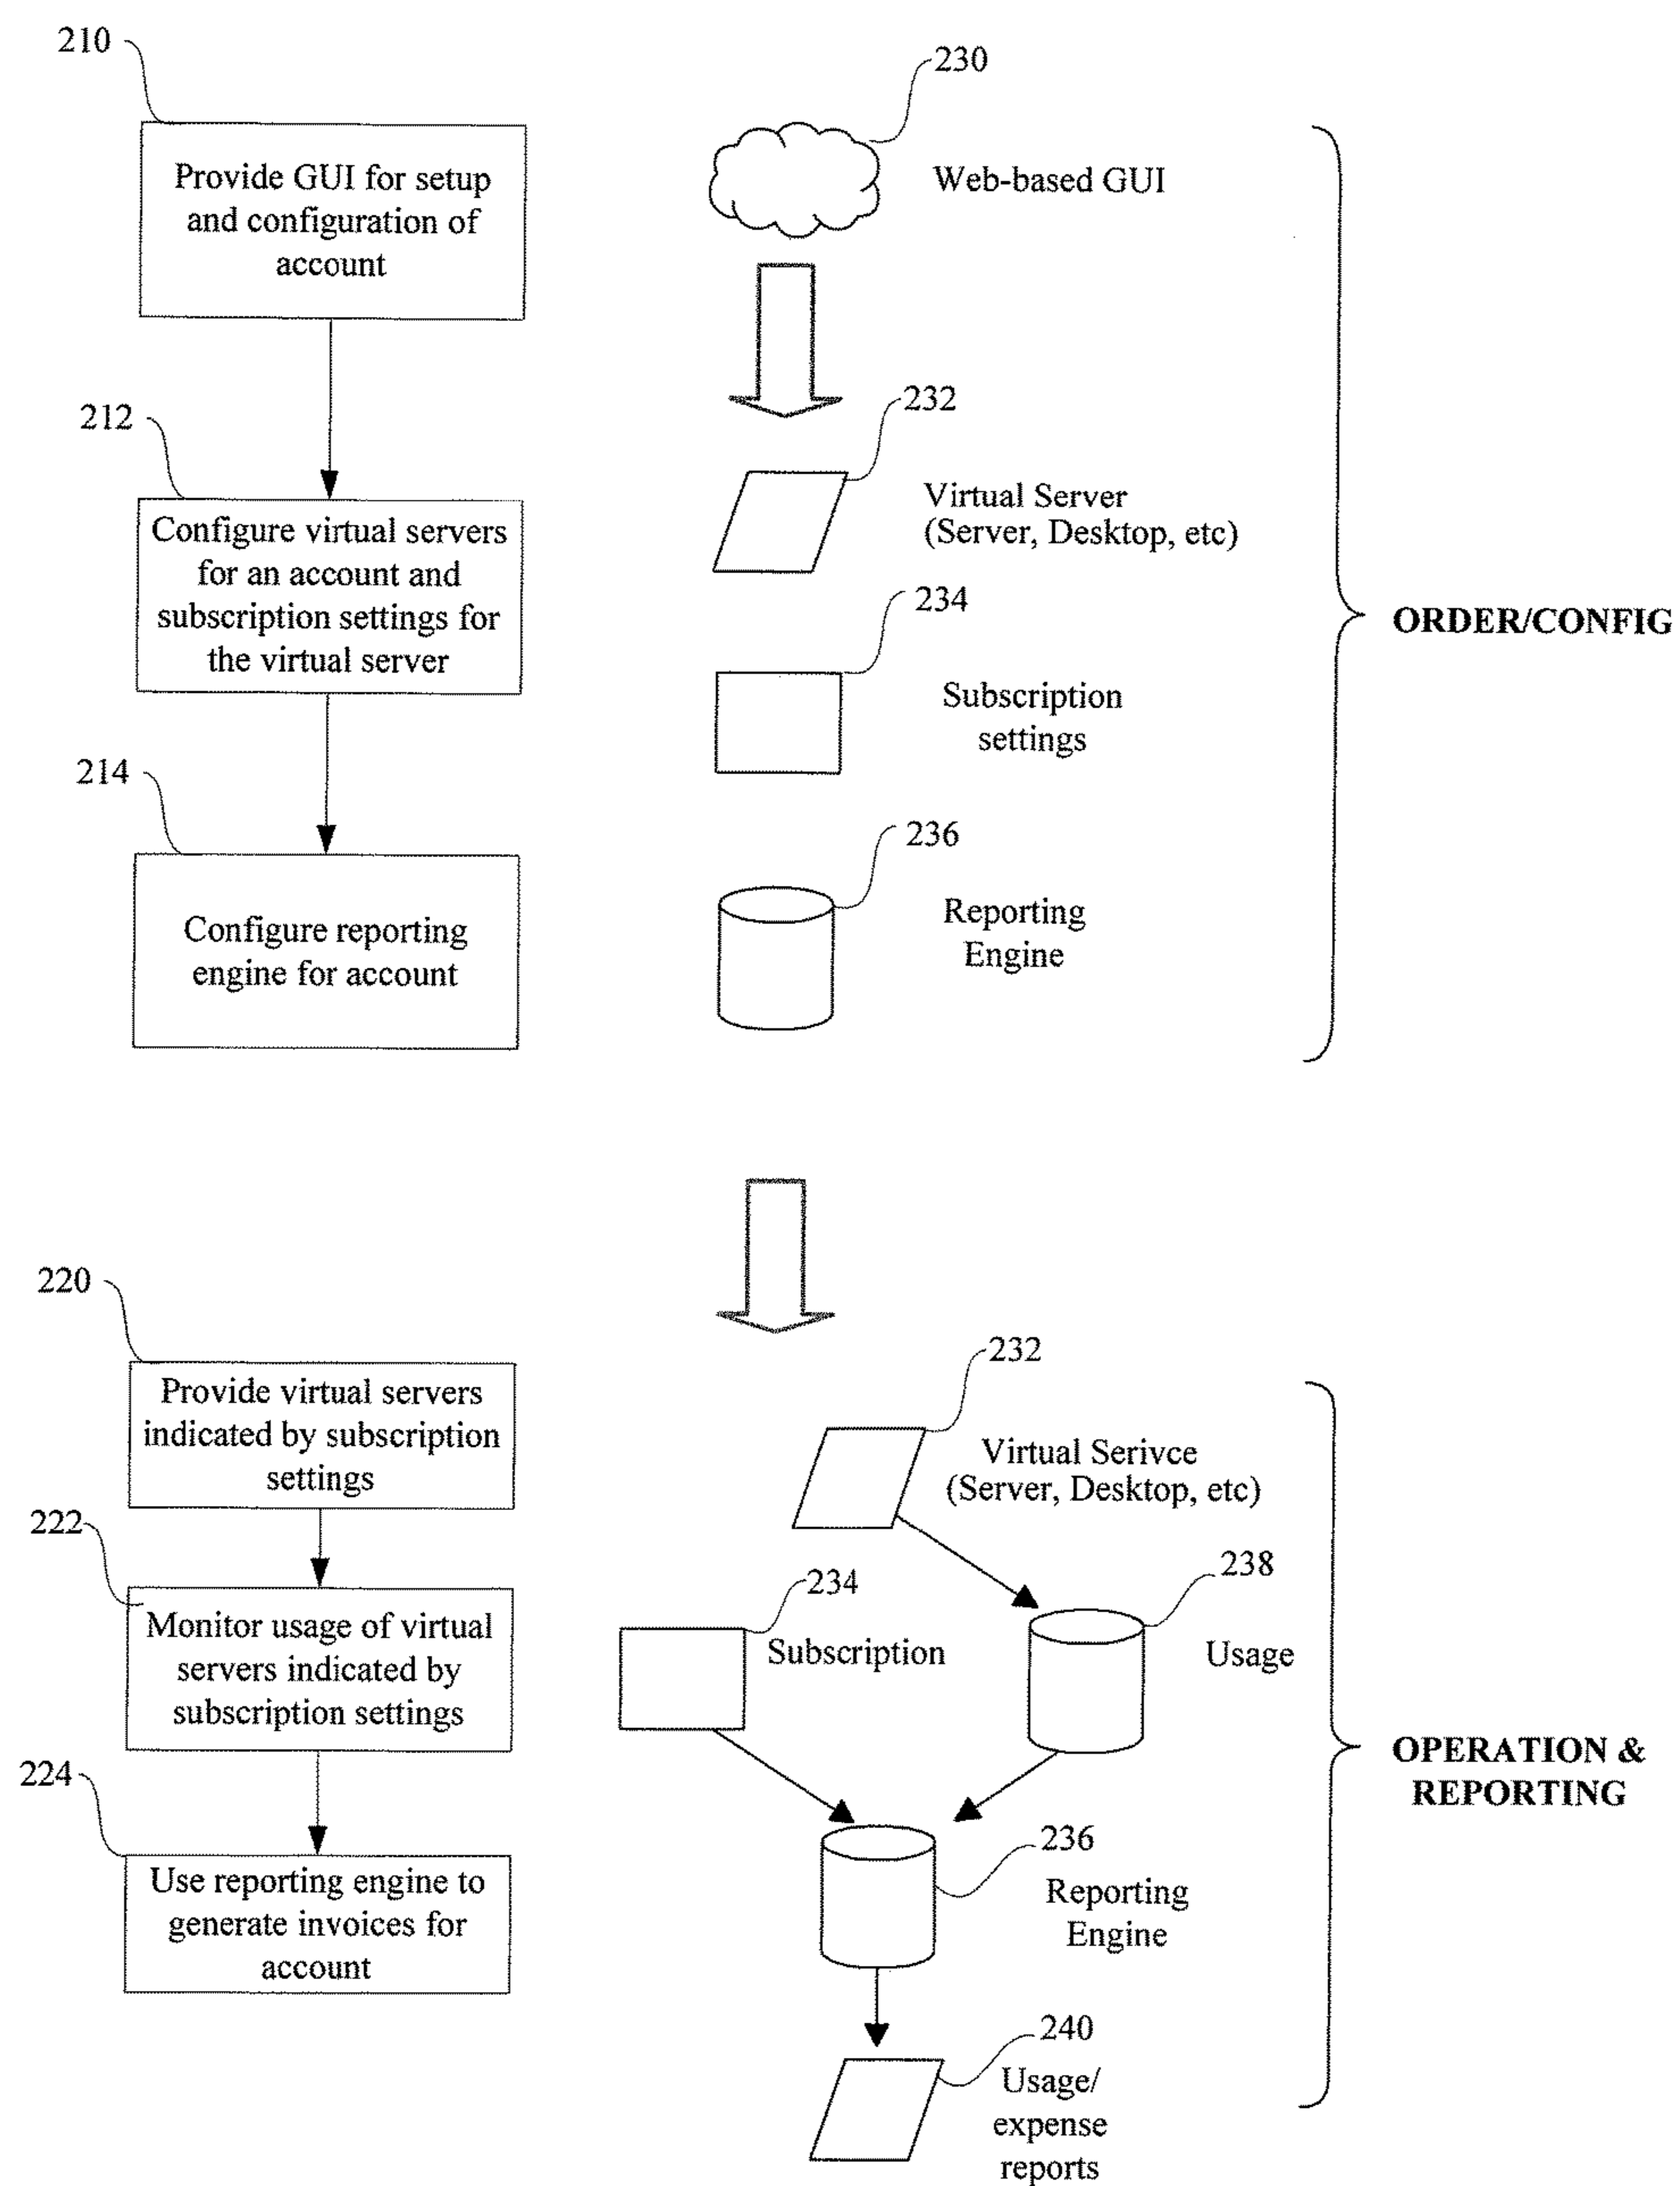 210
230
Provide GUI for setup
and configuration of
account
Web-based GUI
212
232
Configure virtual servers
for an account and
subscription settings for
the virtual server
Virtual Server
(Server, Desktop, etc)
234
ORDER/CONFIG
Subscription
settings
214
236
Configure reporting
engine for account
Reporting
Engine
220
232
Provide virtual servers
indicated by subscription
settings
Virtual Serivce
(Server, Desktop, etc)
222
234
238
Monitor usage of virtual
servers indicated by
subscription settings
Subscription
Usage
OPERATION &
REPORTING
224
236
Use reporting engine to
generate invoices for
account
Reporting
Engine
240
Usage/
expense
reports